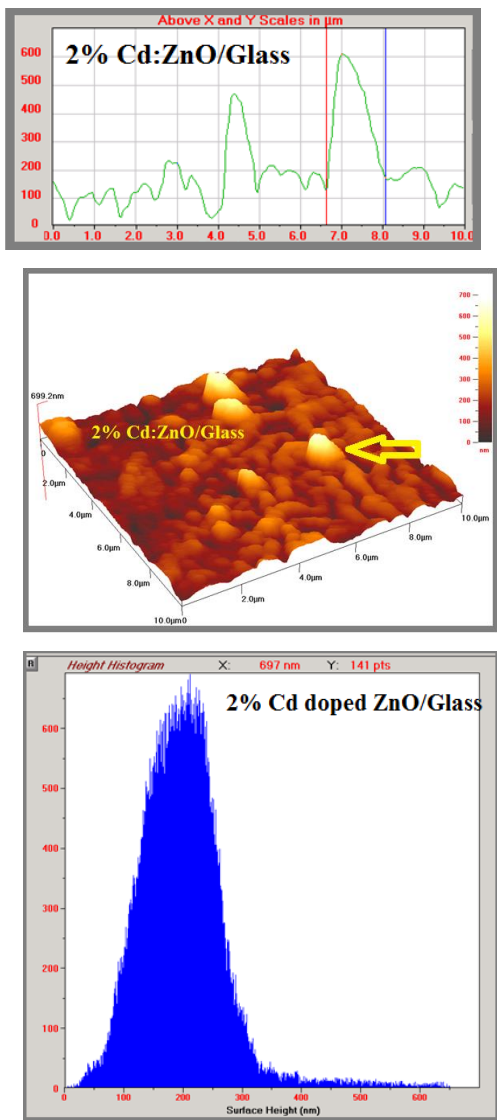 Above X and Y Scales in µm
2% Cd:ZnO/Glass
600
500
400
300
200
100
0
0.0 1.0 2.0 3.0 4.0 5.0 6.0 7.0 8.0 9.0 10.0
700
600
500
400
300
200
100
0
nm
699.2nm
0
2.0µm
4.0µm
6.0µm
8.0µm
10.0µm0
2.0µm
4.0µm
6.0µm
8.0µm
10.0µm
2% Cd:ZnO/Glass
R Height Histogram X: 697 nm Y: 141 pts
2% Cd doped ZnO/Glass
600
500
400
300
200
100
0
0 100 200 300 400 500 600
Surface Height (nm)